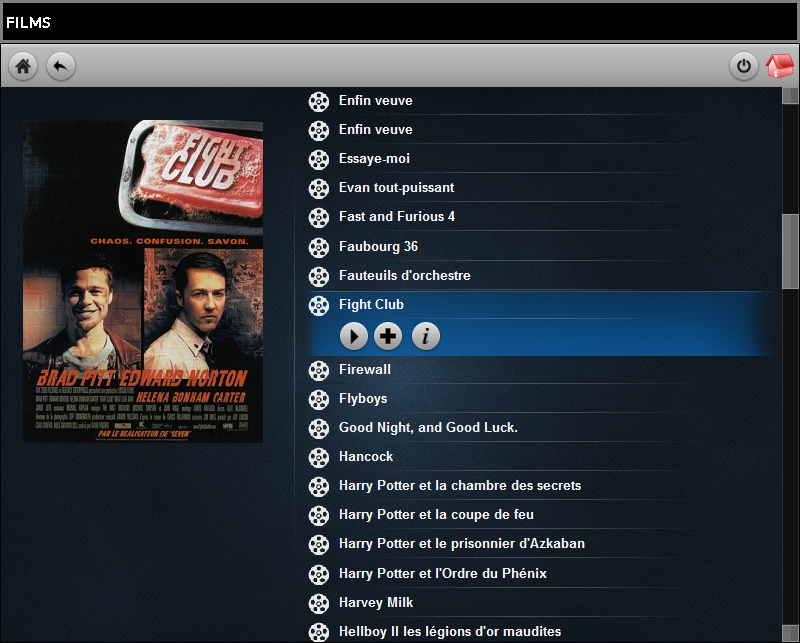 FILMS
FIGHT
CLUB
CHAOS. CONFUSION. SAVON.
BRAD PITT EDWARD NORTON
HELENA BONHAM CARTER
PAR LE RÉALISATEUR DE 'SEVEN'
Enfin veuve
Enfin veuve
Essaye-moi
Evan tout-puissant
Fast and Furious 4
Faubourg 36
Fauteuils d'orchestre
Fight Club
Firewall
Flyboys
Good Night, and Good Luck.
Hancock
Harry Potter et la chambre des secrets
Harry Potter et la coupe de feu
Harry Potter et le prisonnier d'Azkaban
Harry Potter et l'Ordre du Phénix
Harvey Milk
Hellboy II les légions d'or maudites